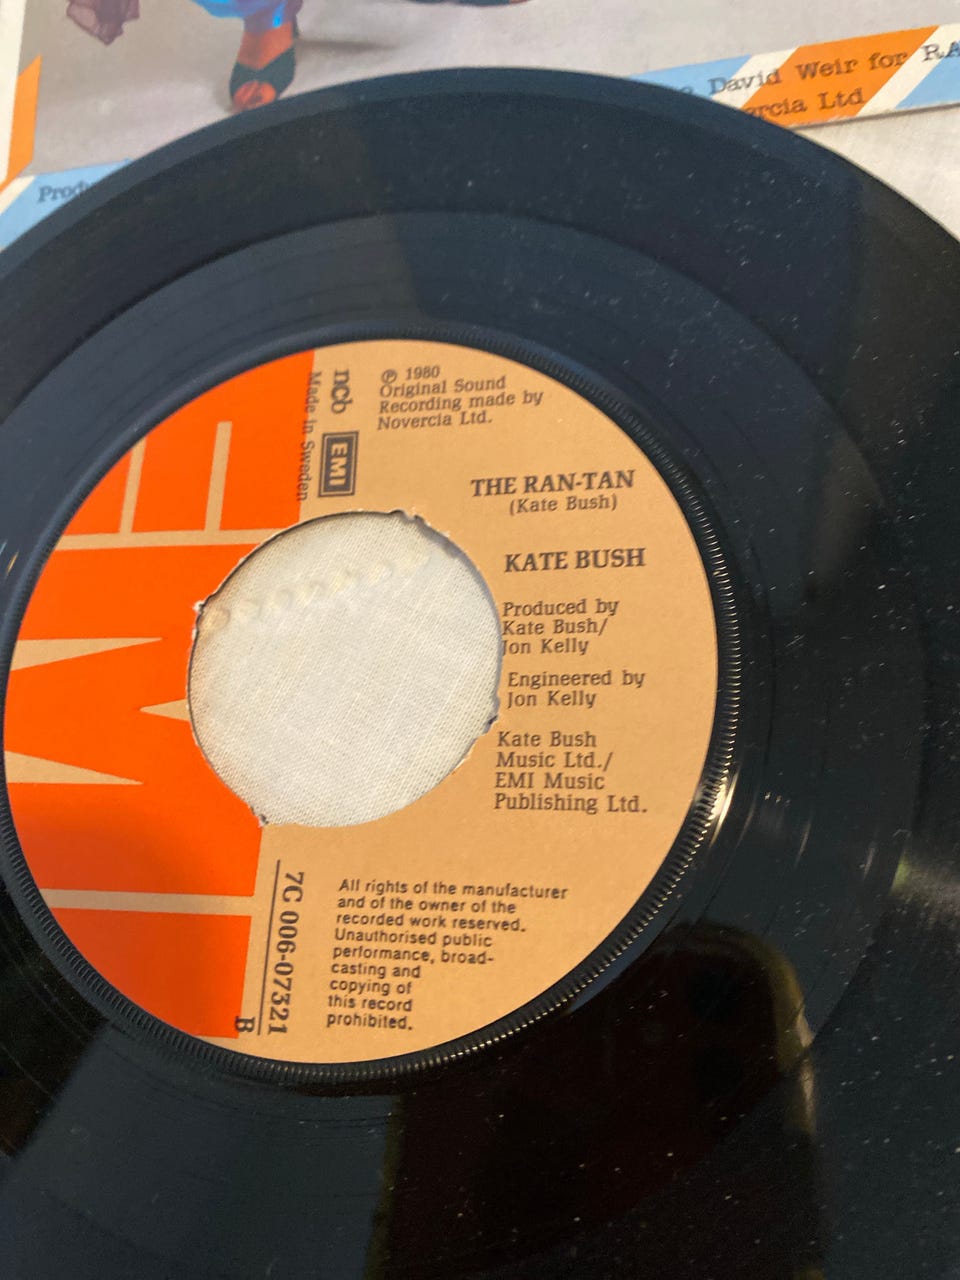 David Weir for RA
ercia Ltd
Prod
℗ 1980
Original Sound
Recording made by
Novercia Ltd.
ncb
EMI
Made in Sweden
THE RAN-TAN
(Kate Bush)
KATE BUSH
Produced by
Kate Bush/
Jon Kelly
Engineered by
Jon Kelly
Kate Bush
Music Ltd./
EMI Music
Publishing Ltd.
EMI
7C 006-07321
B
All rights of the manufacturer
and of the owner of the
recorded work reserved.
Unauthorised public
performance, broad-
casting and
copying of
this record
prohibited.